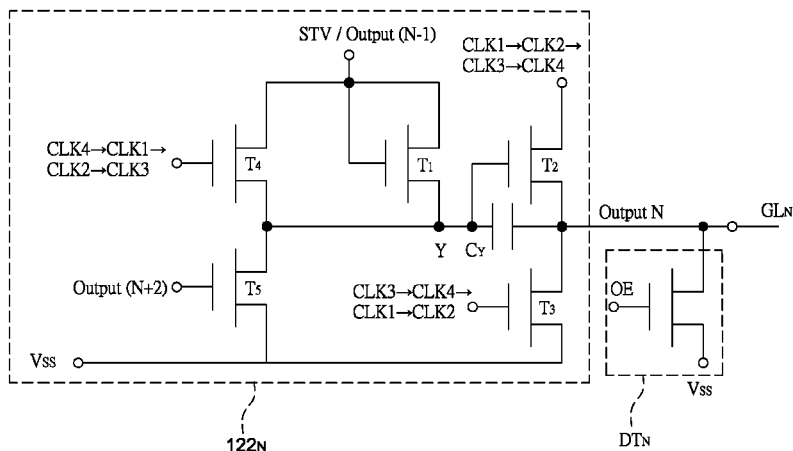 STV / Output (N-1)
CLK1→CLK2→
CLK3→CLK4
CLK4→CLK1→
CLK2→CLK3
T4
T1
T2
Output N
GLN
Y
CY
Output (N+2)
T5
CLK3→CLK4→
CLK1→CLK2
T3
OE
VSS
VSS
122N
DTN